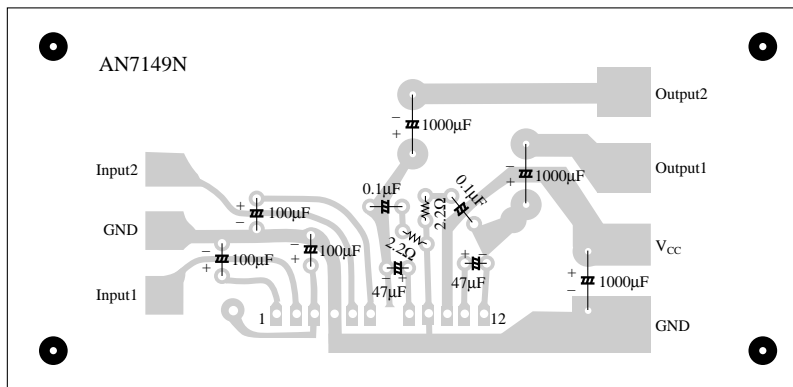 AN7149N
Output2
− + 1000µF
Input2
0.1µF
0.1µF
Output1
− + 1000µF
+ − 100µF
2.2Ω
GND
2.2Ω
− + 100µF
+ − 100µF
VCC
− + 47µF
+ − 47µF
+ − 1000µF
Input1
1
12
GND